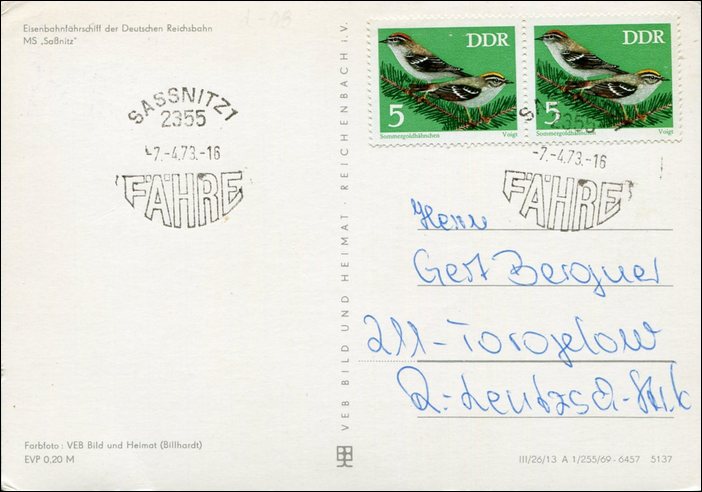 Eisenbahnfährschiff der Deutschen Reichsbahn
MS „Saßnitz"
SASSNITZ 1
2355
-7.-4.73.-16
FÄHRE
Farbfoto: VEB Bild und Heimat (Billhardt)
EVP 0,20 M
VEB BILD UND HEIMAT REICHENBACH i. V.
DDR
5
Sommergoldhähnchen
Voigt
DDR
5
Sommergoldhähnchen
Voigt
-7.-4.73.-16
FÄHRE
Herrn
Gert Bergner
211-Torgelow
III/26/13 A 1/255/69 - 6457 5137